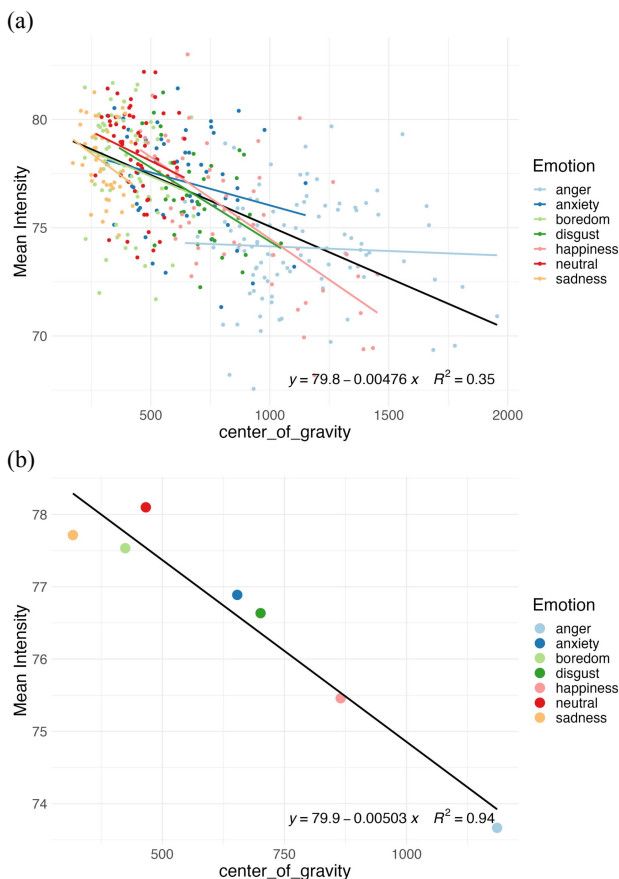 (a)
Mean Intensity
80
75
70
500
1000
1500
2000
center_of_gravity
y = 79.8 − 0.00476 x   R² = 0.35
Emotion
anger
anxiety
boredom
disgust
happiness
neutral
sadness
(b)
Mean Intensity
78
77
76
75
74
500
750
1000
center_of_gravity
y = 79.9 − 0.00503 x   R² = 0.94
Emotion
anger
anxiety
boredom
disgust
happiness
neutral
sadness